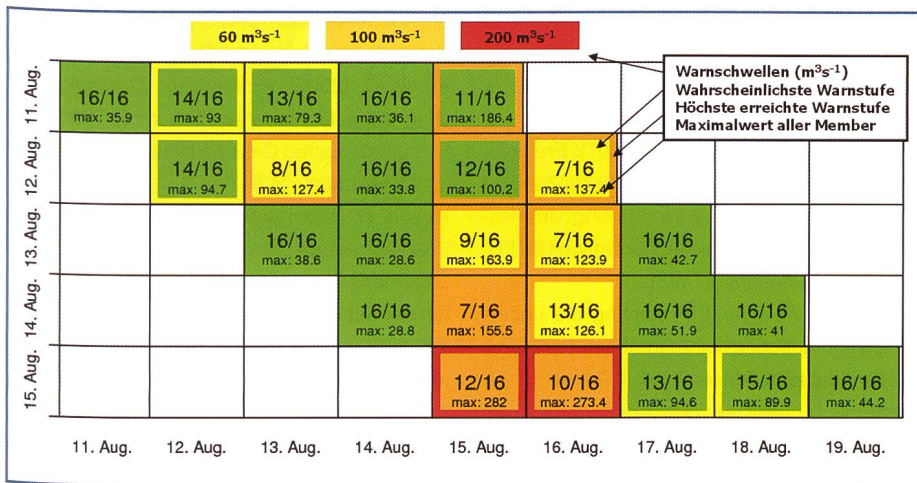 60 m³s⁻¹ 100 m³s⁻¹ 200 m³s⁻¹
Warnschwellen (m³s⁻¹)
Wahrscheinlichste Warnstufe
Höchste erreichte Warnstufe
Maximalwert aller Member
11. Aug.
16/16 14/16 13/16 16/16 11/16
max: 35.9 max: 93 max: 79.3 max: 36.1 max: 186.4
12. Aug.
14/16 8/16 16/16 12/16 7/16
max: 94.7 max: 127.4 max: 33.8 max: 100.2 max: 137.4
13. Aug.
16/16 16/16 9/16 7/16 16/16
max: 38.6 max: 28.6 max: 163.9 max: 123.9 max: 42.7
14. Aug.
16/16 7/16 13/16 16/16 16/16
max: 28.8 max: 155.5 max: 126.1 max: 51.9 max: 41
15. Aug.
12/16 10/16 13/16 15/16 16/16
max: 282 max: 273.4 max: 94.6 max: 89.9 max: 44.2
11. Aug. 12. Aug. 13. Aug. 14. Aug. 15. Aug. 16. Aug. 17. Aug. 18. Aug. 19. Aug.